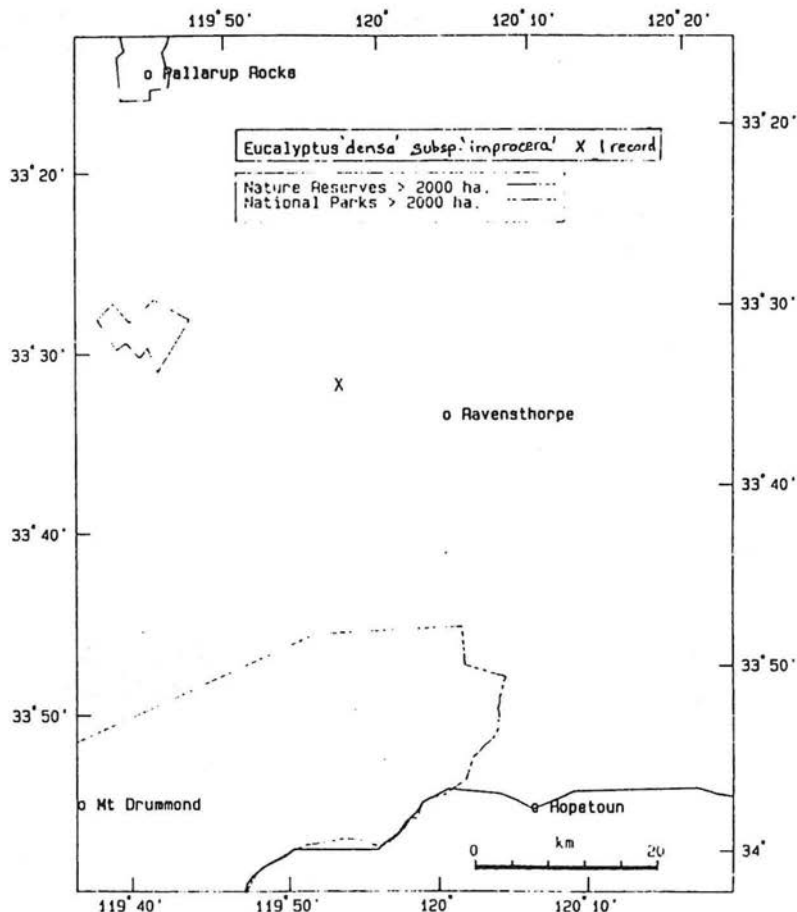 119° 50' 120° 120° 10' 120° 20'
Pallarup Rocks
33° 20'
Eucalyptus 'densa' subsp. 'improcera' X 1 record
33° 20'
Nature Reserves > 2000 ha.
National Parks > 2000 ha.
33° 30'
33° 30'
X
Ravensthorpe
33° 40'
33° 40'
33° 50'
33° 50'
Mt Drummond
Hopetoun
km
0 20
34°
119° 40' 119° 50' 120° 120° 10'